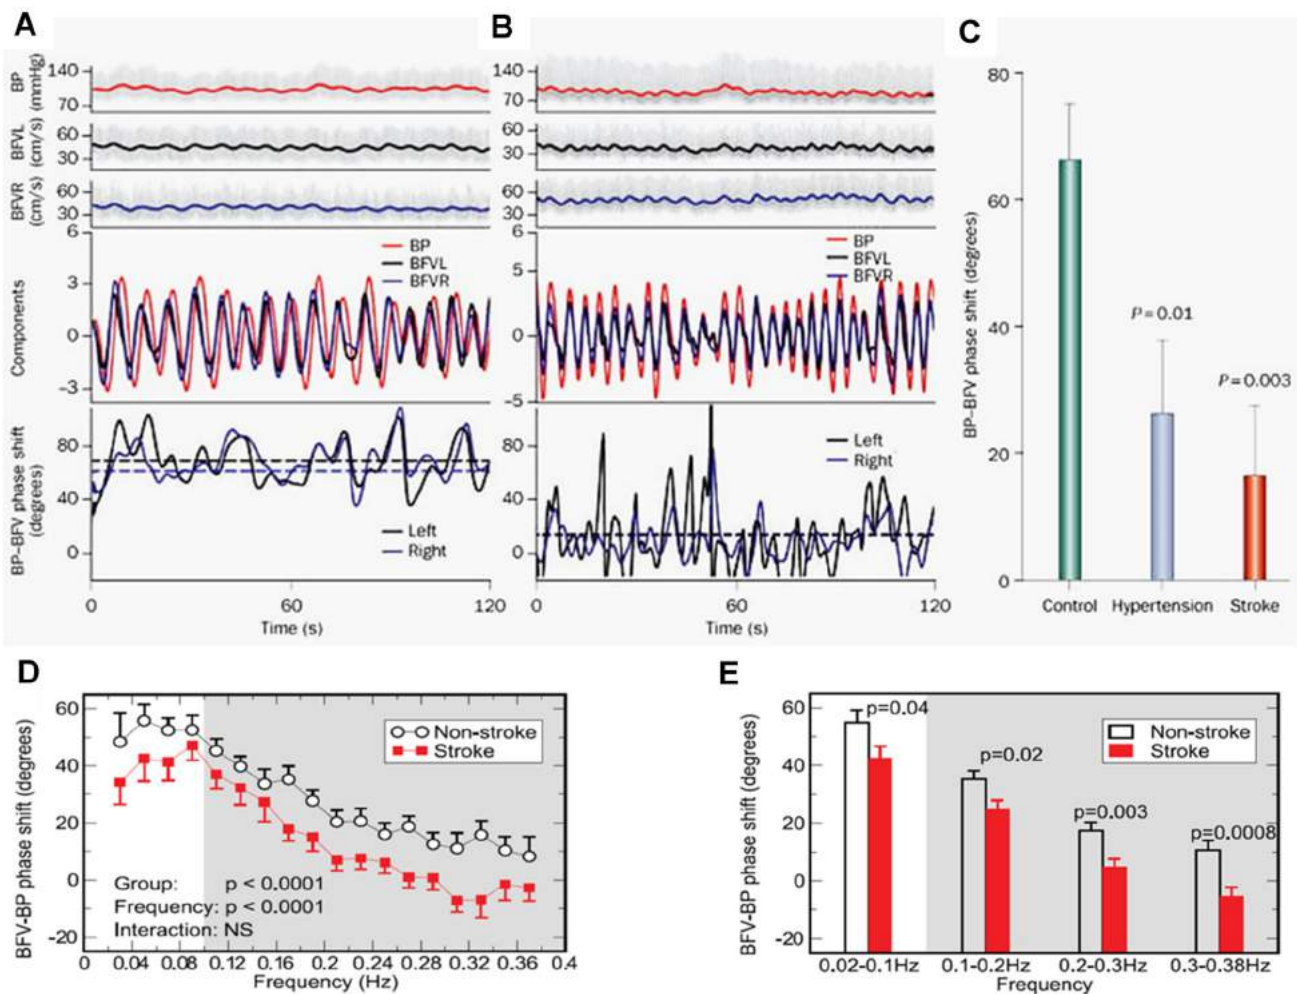 A
BP
(mmHg)
140
70
BFVL
(cm/s)
60
30
BFVR
(cm/s)
60
30
Components
6
3
0
−3
BP
BFVL
BFVR
BP–BFV phase shift
(degrees)
80
40
0
Left
Right
0
60
120
Time (s)
B
140
70
60
30
60
30
6
5
0
−5
BP
BFVL
BFVR
80
40
0
Left
Right
0
60
120
Time (s)
C
BP–BFV phase shift (degrees)
80
60
40
20
0
P=0.01
P=0.003
Control
Hypertension
Stroke
D
BFV-BP phase shift (degrees)
60
40
20
0
-20
Non-stroke
Stroke
Group: p < 0.0001
Frequency: p < 0.0001
Interaction: NS
0 0.04 0.08 0.12 0.16 0.2 0.24 0.28 0.32 0.36 0.4
Frequency (Hz)
E
BFV-BP phase shift (degrees)
60
40
20
0
-20
p=0.04
p=0.02
p=0.003
p=0.0008
Non-stroke
Stroke
0.02-0.1Hz 0.1-0.2Hz 0.2-0.3Hz 0.3-0.38Hz
Frequency